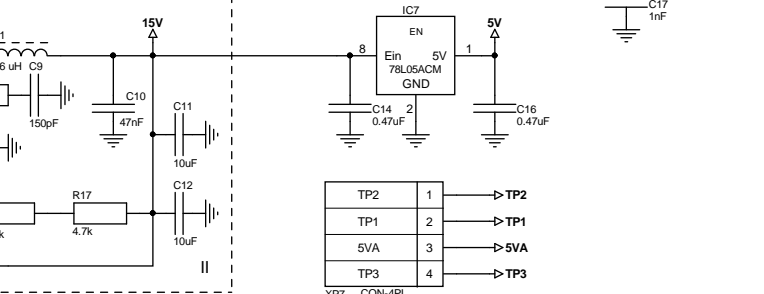 1
6 uH
C9
150pF
15V
C10
47nF
C11
10uF
C12
10uF
R17
4.7k
k
II
IC7
EN
8
Ein
5V
1
78L05ACM
GND
2
C14
0.47uF
5V
C16
0.47uF
C17
1nF
TP2 1 TP2
TP1 2 TP1
5VA 3 5VA
TP3 4 TP3